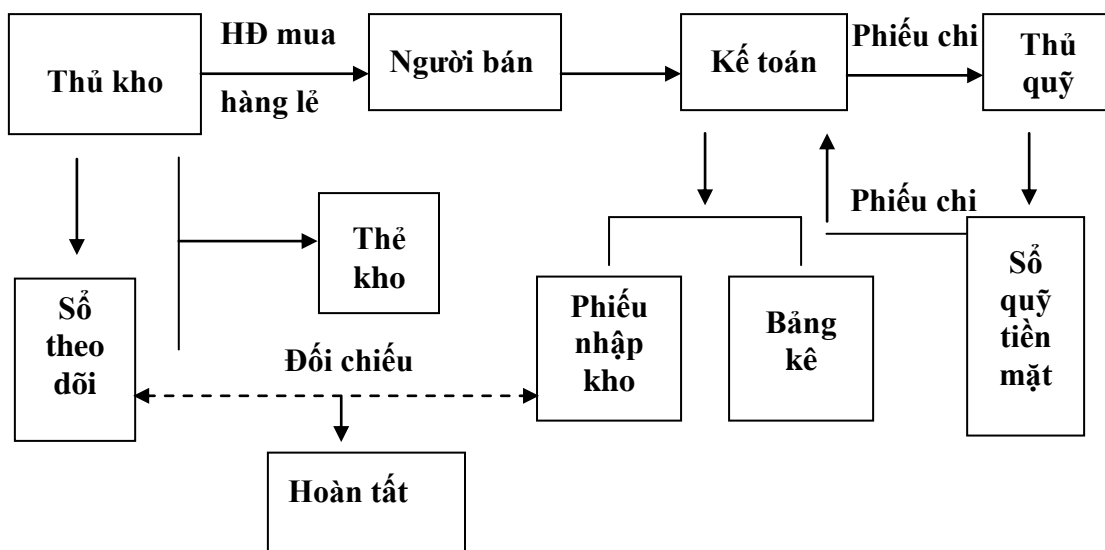 HĐ mua
hàng lẻ
Thủ kho
Người bán
Kế toán
Phiếu chi
Thủ
quỹ
Phiếu chi
Thẻ
kho
Sổ
theo
dõi
Đối chiếu
Phiếu
nhập
kho
Bảng
kê
Sổ
quỹ
tiền
mặt
Hoàn tất